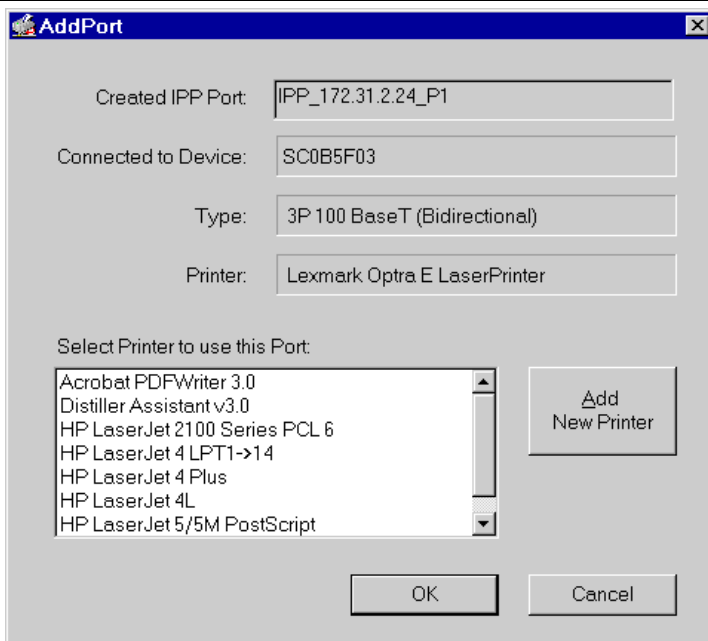 AddPort
Created IPP Port: IPP_172.31.2.24_P1
Connected to Device: SC0B5F03
Type: 3P 100 BaseT (Bidirectional)
Printer: Lexmark Optra E LaserPrinter
Select Printer to use this Port:
Acrobat PDFWriter 3.0
Distiller Assistant v3.0
HP LaserJet 2100 Series PCL 6
HP LaserJet 4 LPT1->14
HP LaserJet 4 Plus
HP LaserJet 4L
HP LaserJet 5/5M PostScript
Add
New Printer
OK Cancel